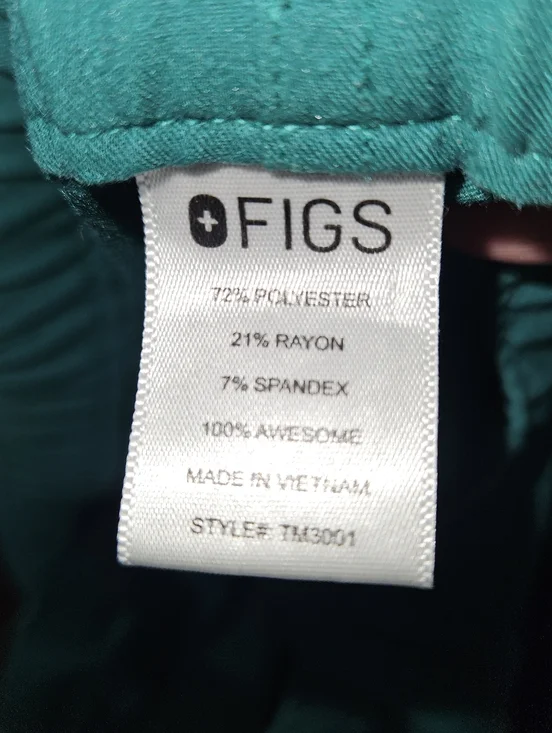 FIGS
72% POLYESTER
21% RAYON
7% SPANDEX
100% AWESOME
MADE IN VIETNAM
STYLE# TM3001